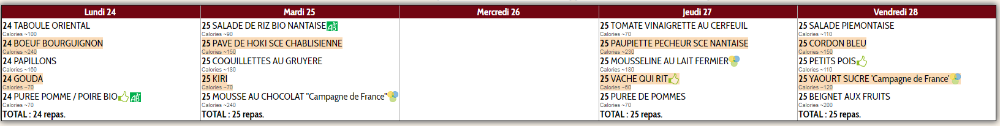 Lundi 24
24 TABOULE ORIENTAL
Calories ~100
24 BOEUF BOURGUIGNON
Calories ~240
24 PAPILLONS
Calories ~160
24 GOUDA
Calories ~70
24 PUREE POMME / POIRE BIO AB
Calories ~70
TOTAL : 24 repas.
Mardi 25
25 SALADE DE RIZ BIO NANTAISE AB
Calories ~90
25 PAVE DE HOKI SCE CHABLISIENNE
Calories ~150
25 COQUILLETTES AU GRUYERE
Calories ~180
25 KIRI
Calories ~70
25 MOUSSE AU CHOCOLAT "Campagne de France"
Calories ~240
TOTAL : 25 repas.
Mercredi 26
Jeudi 27
25 TOMATE VINAIGRETTE AU CERFEUIL
Calories ~70
25 PAUPIETTE PECHEUR SCE NANTAISE
Calories ~230
25 MOUSSELINE AU LAIT FERMIER
Calories ~180
25 VACHE QUI RIT
Calories ~60
25 PUREE DE POMMES
Calories ~70
TOTAL : 25 repas.
Vendredi 28
25 SALADE PIEMONTAISE
Calories ~110
25 CORDON BLEU
Calories ~150
25 PETITS POIS
Calories ~110
25 YAOURT SUCRE 'Campagne de France'
Calories ~120
25 BEIGNET AUX FRUITS
Calories ~200
TOTAL : 25 repas.